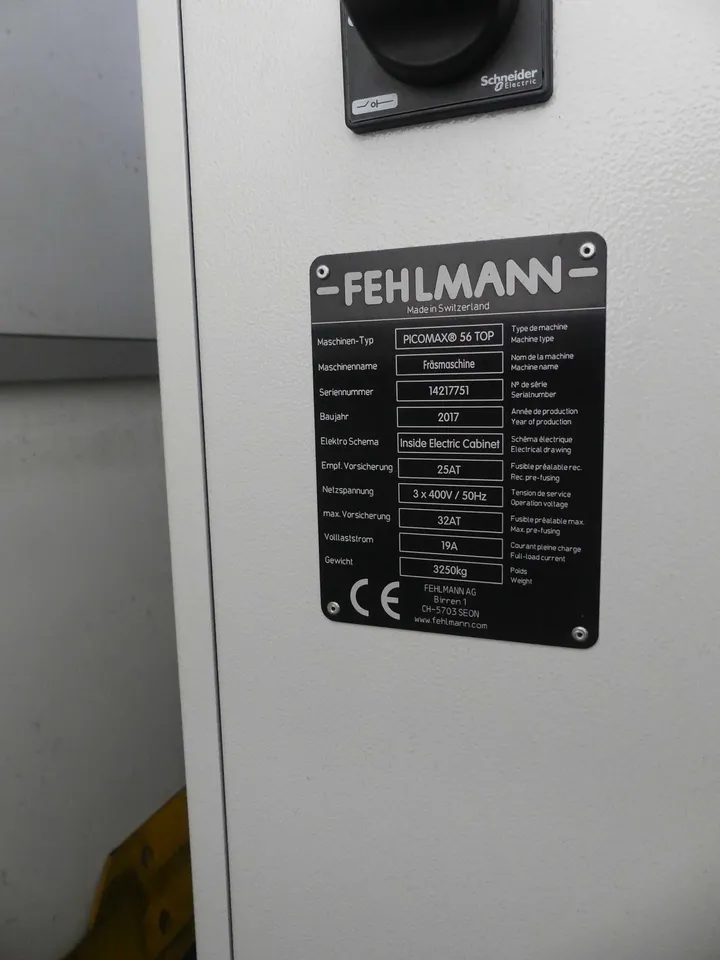 Schneider
Electric
FEHLMANN
Made in Switzerland
Maschinen-Typ PICOMAX® 56 TOP Type de machine
Machine type
Maschinenname Fräsmaschine Nom de la machine
Machine name
Seriennummer 14217751 Nº de série
Serialnumber
Baujahr 2017 Année de production
Year of production
Elektro Schema Inside Electric Cabinet Schéma électrique
Electrical drawing
Empf. Vorsicherung 25AT Fusible préalable rec.
Rec. pre-fusing
Netzspannung 3 x 400V / 50Hz Tension de service
Operation voltage
max. Vorsicherung 32AT Fusible préalable max.
Max. pre-fusing
Volllaststrom 19A Courant pleine charge
Full-load current
Gewicht 3250kg Poids
Weight
CE
FEHLMANN AG
Birren 1
CH-5703 SEON
www.fehlmann.com